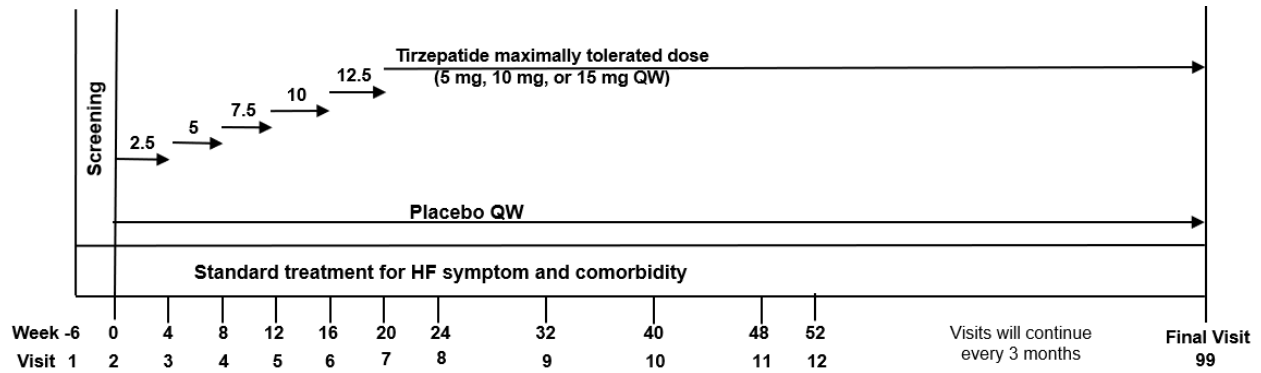 Screening
Tirzepatide maximally tolerated dose
(5 mg, 10 mg, or 15 mg QW)
12.5
10
7.5
5
2.5
Placebo QW
Standard treatment for HF symptom and comorbidity
Week -6 0 4 8 12 16 20 24 32 40 48 52
Visits will continue
every 3 months
Final Visit
Visit 1 2 3 4 5 6 7 8 9 10 11 12 99